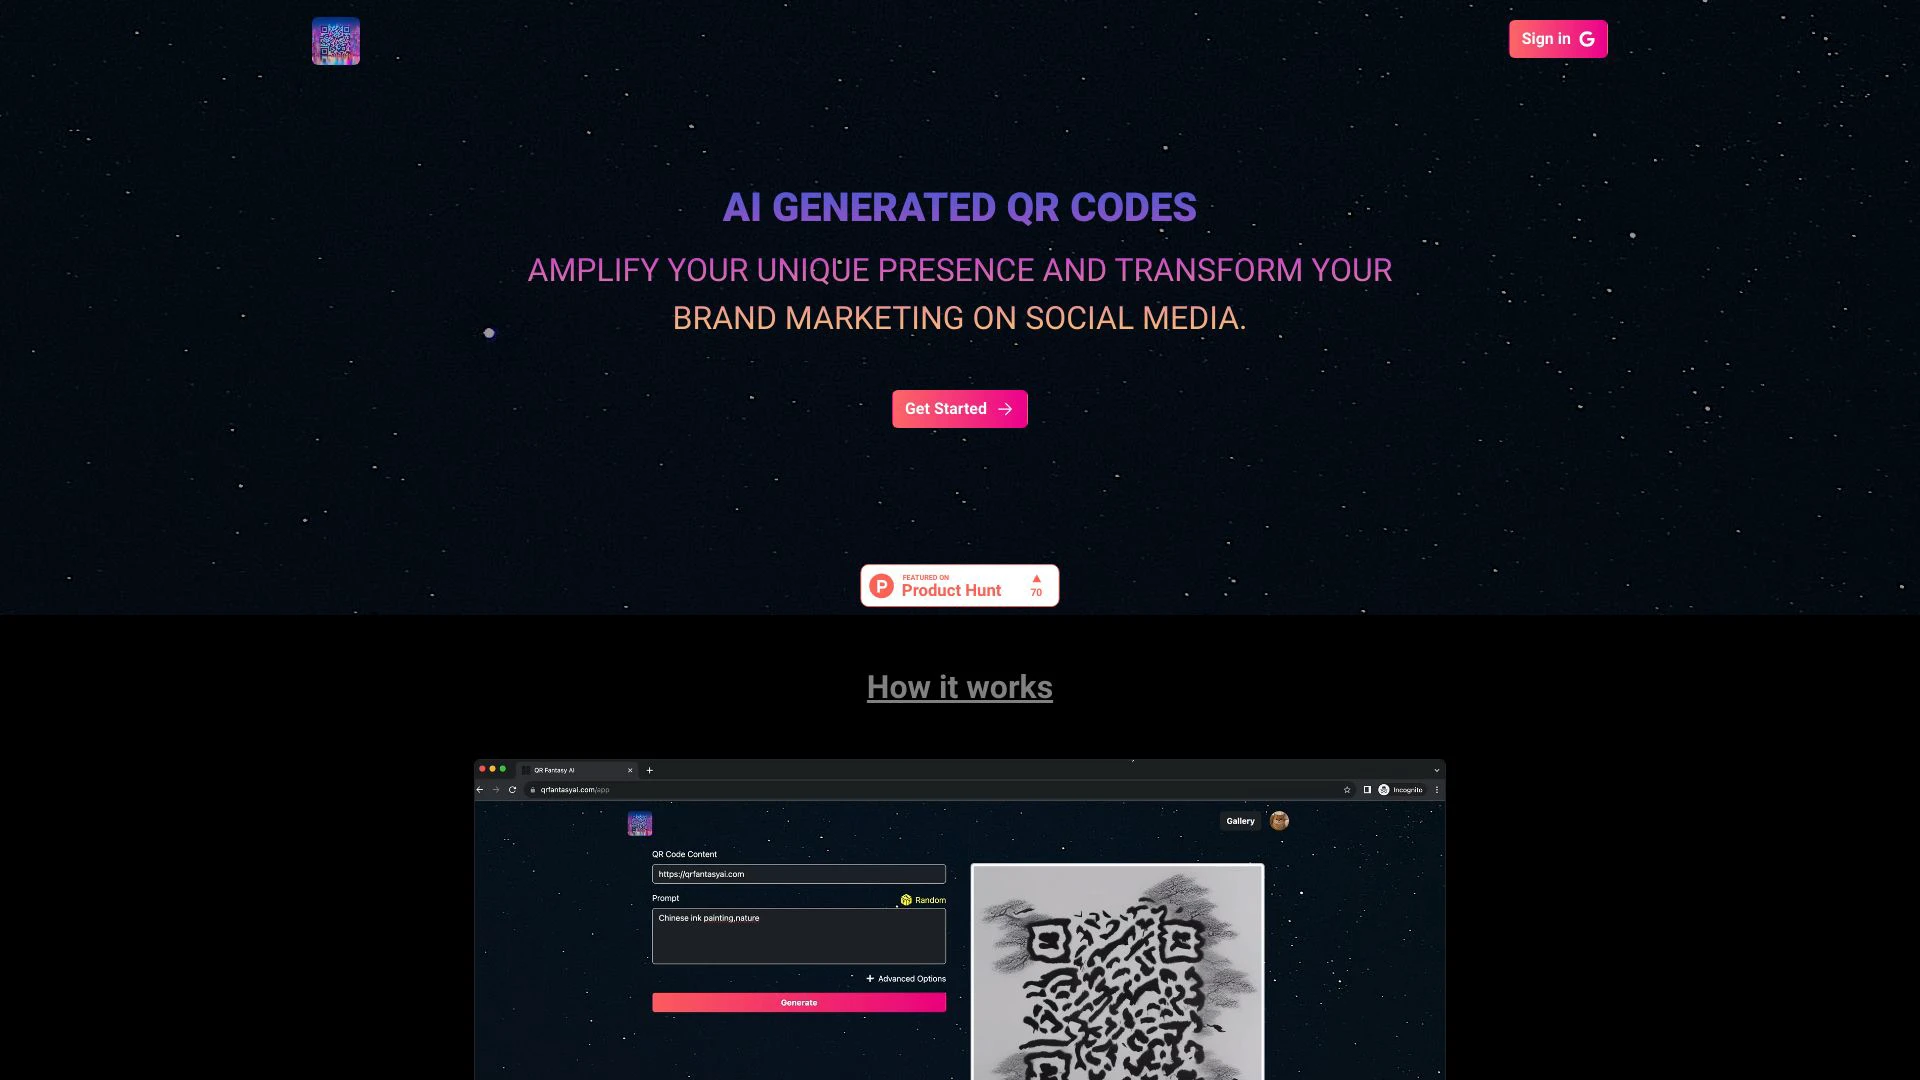 Sign in
AI GENERATED QR CODES
AMPLIFY YOUR UNIQUE PRESENCE AND TRANSFORM YOUR
BRAND MARKETING ON SOCIAL MEDIA.
Get Started
FEATURED ON
Product Hunt
70
How it works
QR Fantasy AI
qrfantasyai.com/app
Incognito
Gallery
QR Code Content
https://qrfantasyai.com
Prompt
Random
Chinese ink painting,nature
Advanced Options
Generate